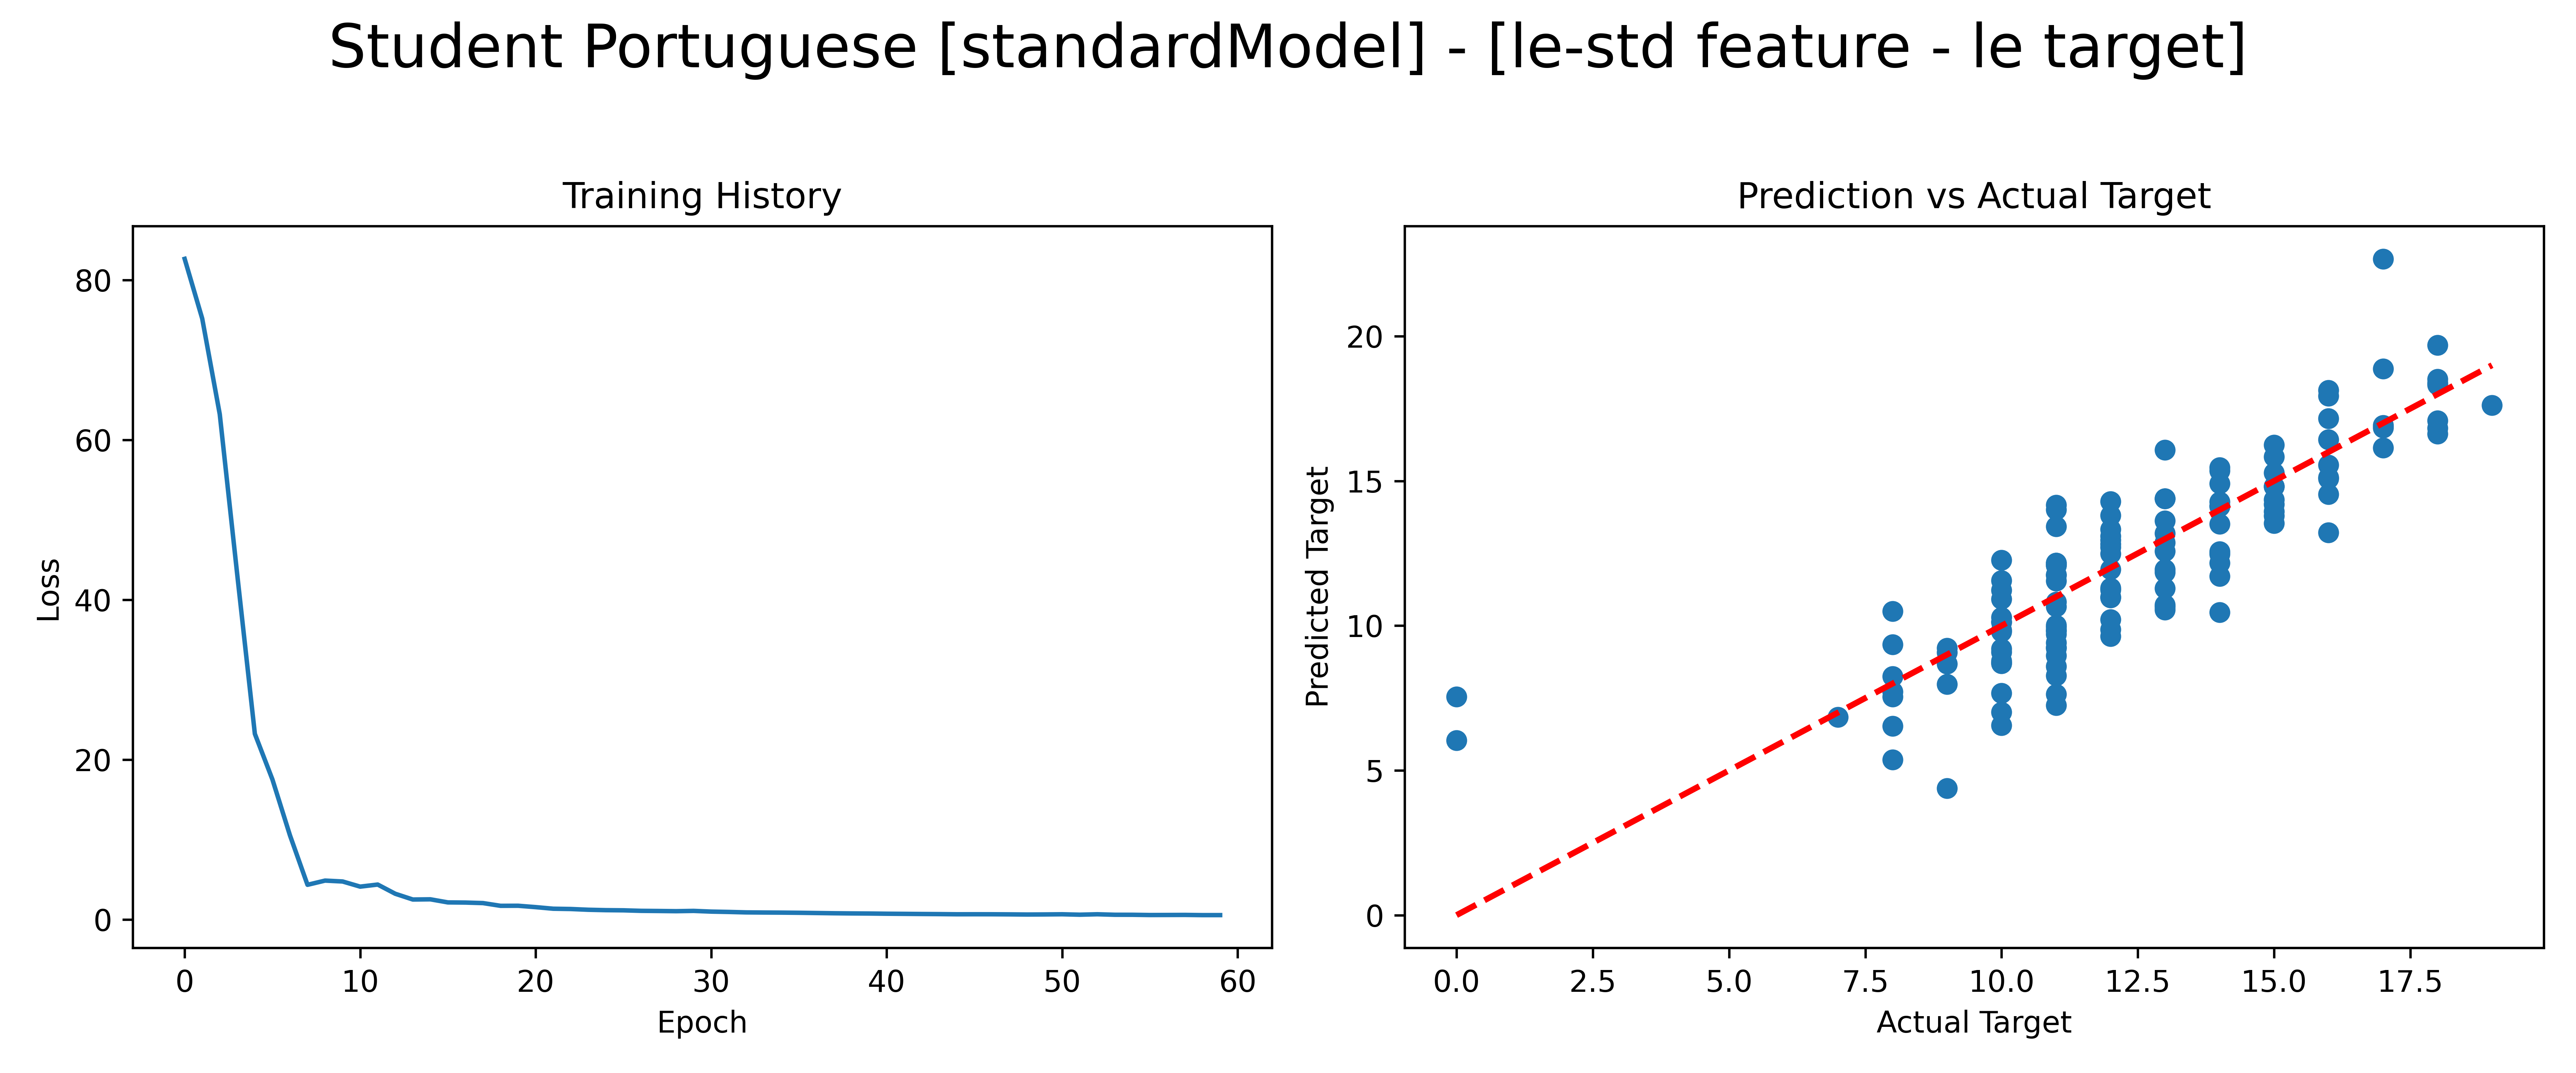 Student Portuguese [standardModel] - [le-std feature - le target]
Training History
80
60
40
20
0
Loss
0 10 20 30 40 50 60
Epoch
Prediction vs Actual Target
20
15
10
5
0
Predicted Target
0.0 2.5 5.0 7.5 10.0 12.5 15.0 17.5
Actual Target